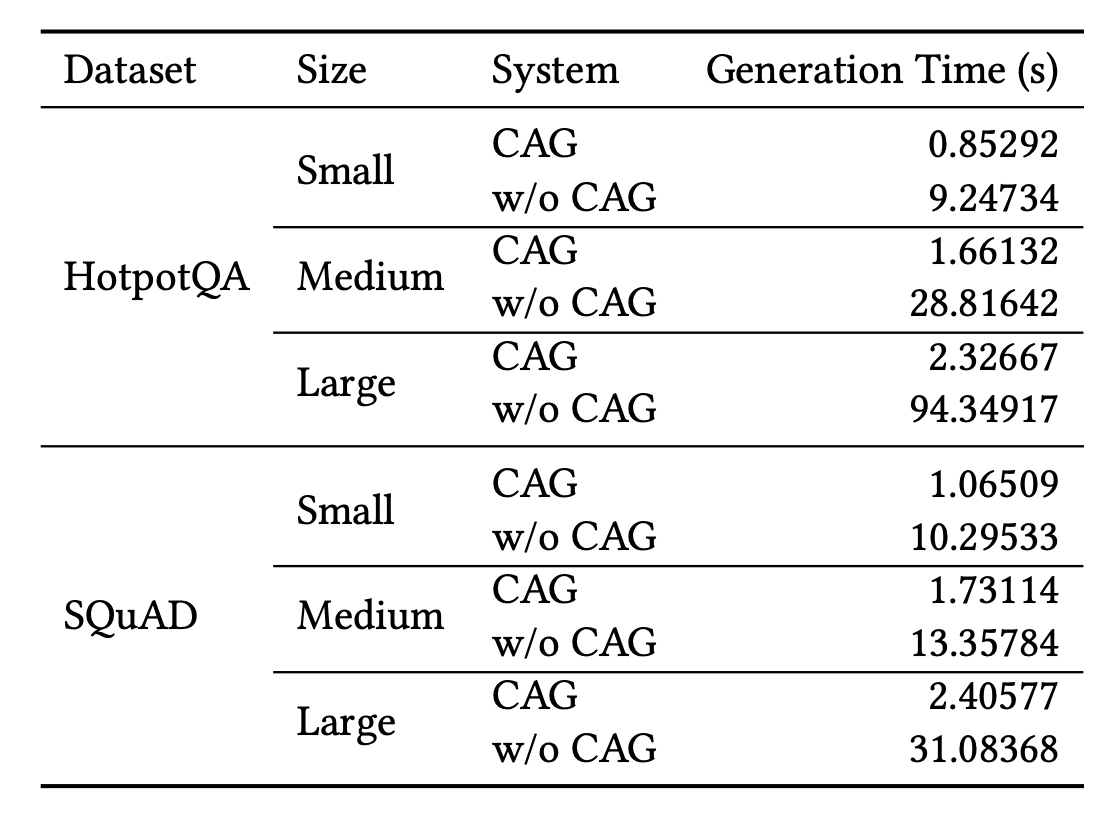 Dataset Size System Generation Time (s)
HotpotQA Small CAG 0.85292
w/o CAG 9.24734
Medium CAG 1.66132
w/o CAG 28.81642
Large CAG 2.32667
w/o CAG 94.34917
SQuAD Small CAG 1.06509
w/o CAG 10.29533
Medium CAG 1.73114
w/o CAG 13.35784
Large CAG 2.40577
w/o CAG 31.08368